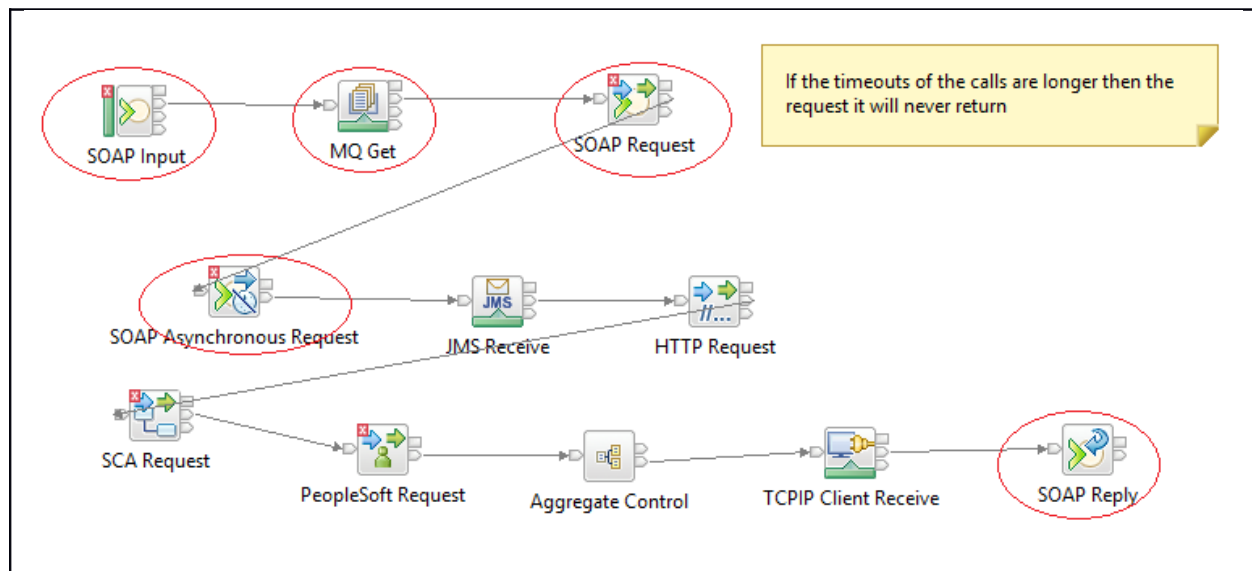 If the timeouts of the calls are longer then the
request it will never return
SOAP Input
MQ Get
SOAP Request
SOAP Asynchronous Request
JMS
JMS Receive
//...
HTTP Request
SCA Request
PeopleSoft Request
Aggregate Control
TCPIP Client Receive
SOAP Reply